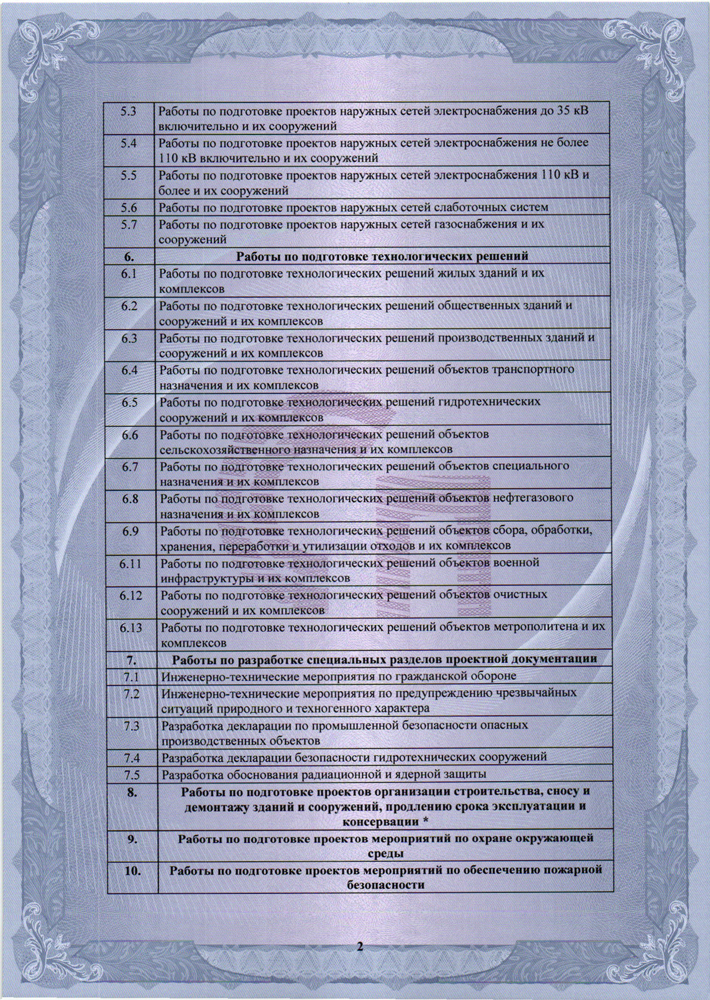 5.3 Работы по подготовке проектов наружных сетей электроснабжения до 35 кВ
включительно и их сооружений
5.4 Работы по подготовке проектов наружных сетей электроснабжения не более
110 кВ включительно и их сооружений
5.5 Работы по подготовке проектов наружных сетей электроснабжения 110 кВ и
более и их сооружений
5.6 Работы по подготовке проектов наружных сетей слаботочных систем
5.7 Работы по подготовке проектов наружных сетей газоснабжения и их
сооружений
6. Работы по подготовке технологических решений
6.1 Работы по подготовке технологических решений жилых зданий и их
комплексов
6.2 Работы по подготовке технологических решений общественных зданий и
сооружений и их комплексов
6.3 Работы по подготовке технологических решений производственных зданий и
сооружений и их комплексов
6.4 Работы по подготовке технологических решений объектов транспортного
назначения и их комплексов
6.5 Работы по подготовке технологических решений гидротехнических
сооружений и их комплексов
6.6 Работы по подготовке технологических решений объектов
сельскохозяйственного назначения и их комплексов
6.7 Работы по подготовке технологических решений объектов специального
назначения и их комплексов
6.8 Работы по подготовке технологических решений объектов нефтегазового
назначения и их комплексов
6.9 Работы по подготовке технологических решений объектов сбора, обработки,
хранения, переработки и утилизации отходов и их комплексов
6.11 Работы по подготовке технологических решений объектов военной
инфраструктуры и их комплексов
6.12 Работы по подготовке технологических решений объектов очистных
сооружений и их комплексов
6.13 Работы по подготовке технологических решений объектов метрополитена и их
комплексов
7. Работы по разработке специальных разделов проектной документации
7.1 Инженерно-технические мероприятия по гражданской обороне
7.2 Инженерно-технические мероприятия по предупреждению чрезвычайных
ситуаций природного и техногенного характера
7.3 Разработка декларации по промышленной безопасности опасных
производственных объектов
7.4 Разработка декларации безопасности гидротехнических сооружений
7.5 Разработка обоснования радиационной и ядерной защиты
8. Работы по подготовке проектов организации строительства, сносу и
демонтажу зданий и сооружений, продлению срока эксплуатации и
консервации *
9. Работы по подготовке проектов мероприятий по охране окружающей
среды
10. Работы по подготовке проектов мероприятий по обеспечению пожарной
безопасности
2